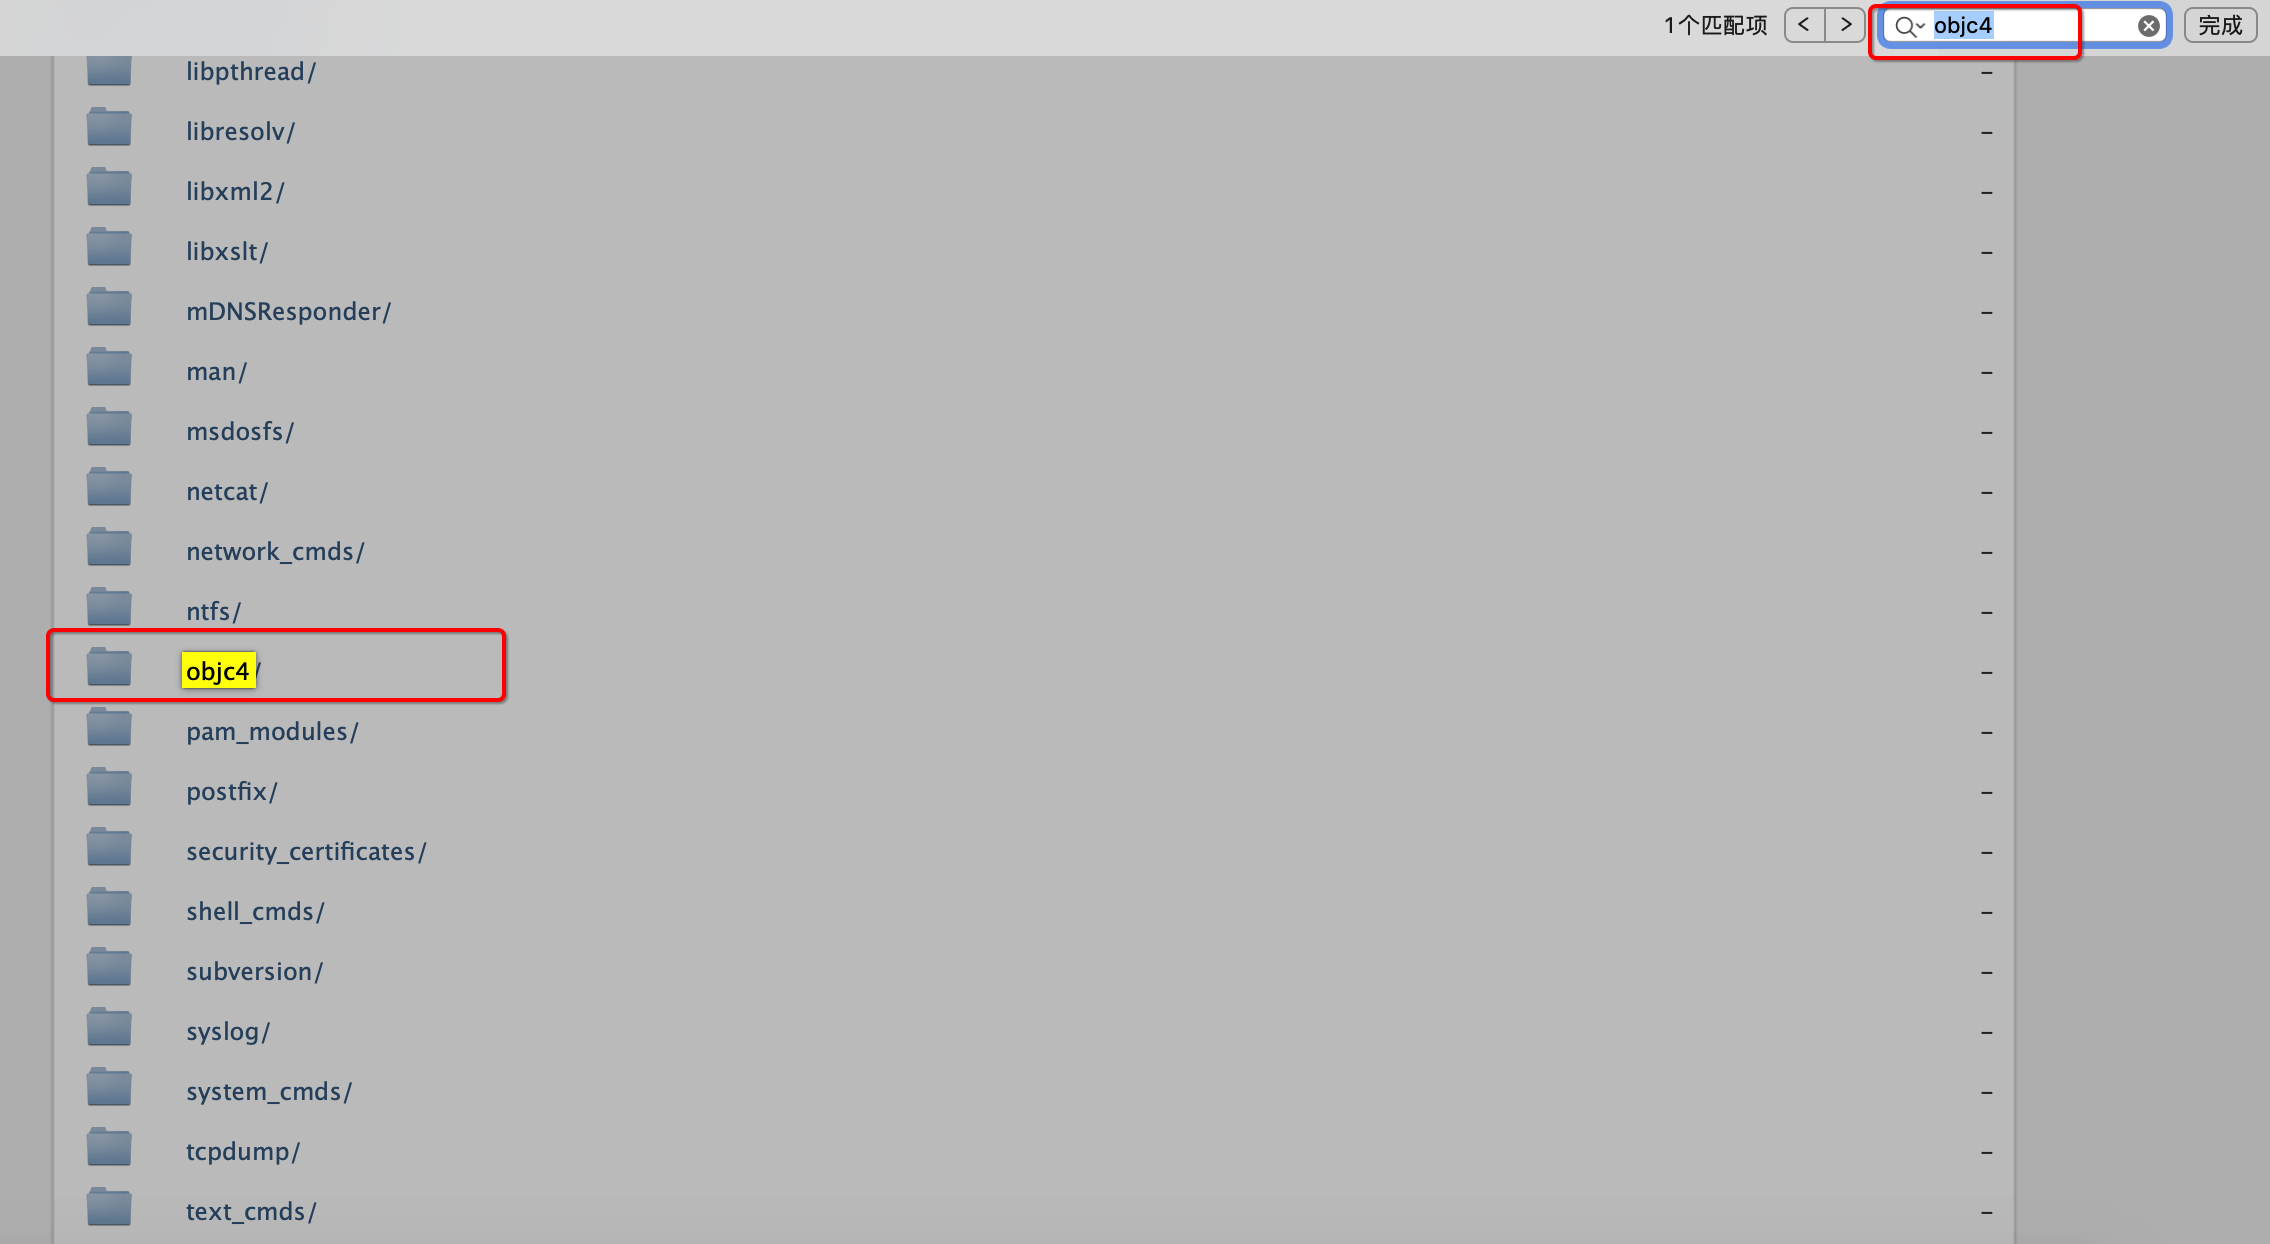 1个匹配项 < > objc4 完成
libpthread/ –
libresolv/ –
libxml2/ –
libxslt/ –
mDNSResponder/ –
man/ –
msdosfs/ –
netcat/ –
network_cmds/ –
ntfs/ –
objc4/ –
pam_modules/ –
postfix/ –
security_certificates/ –
shell_cmds/ –
subversion/ –
syslog/ –
system_cmds/ –
tcpdump/ –
text_cmds/ –